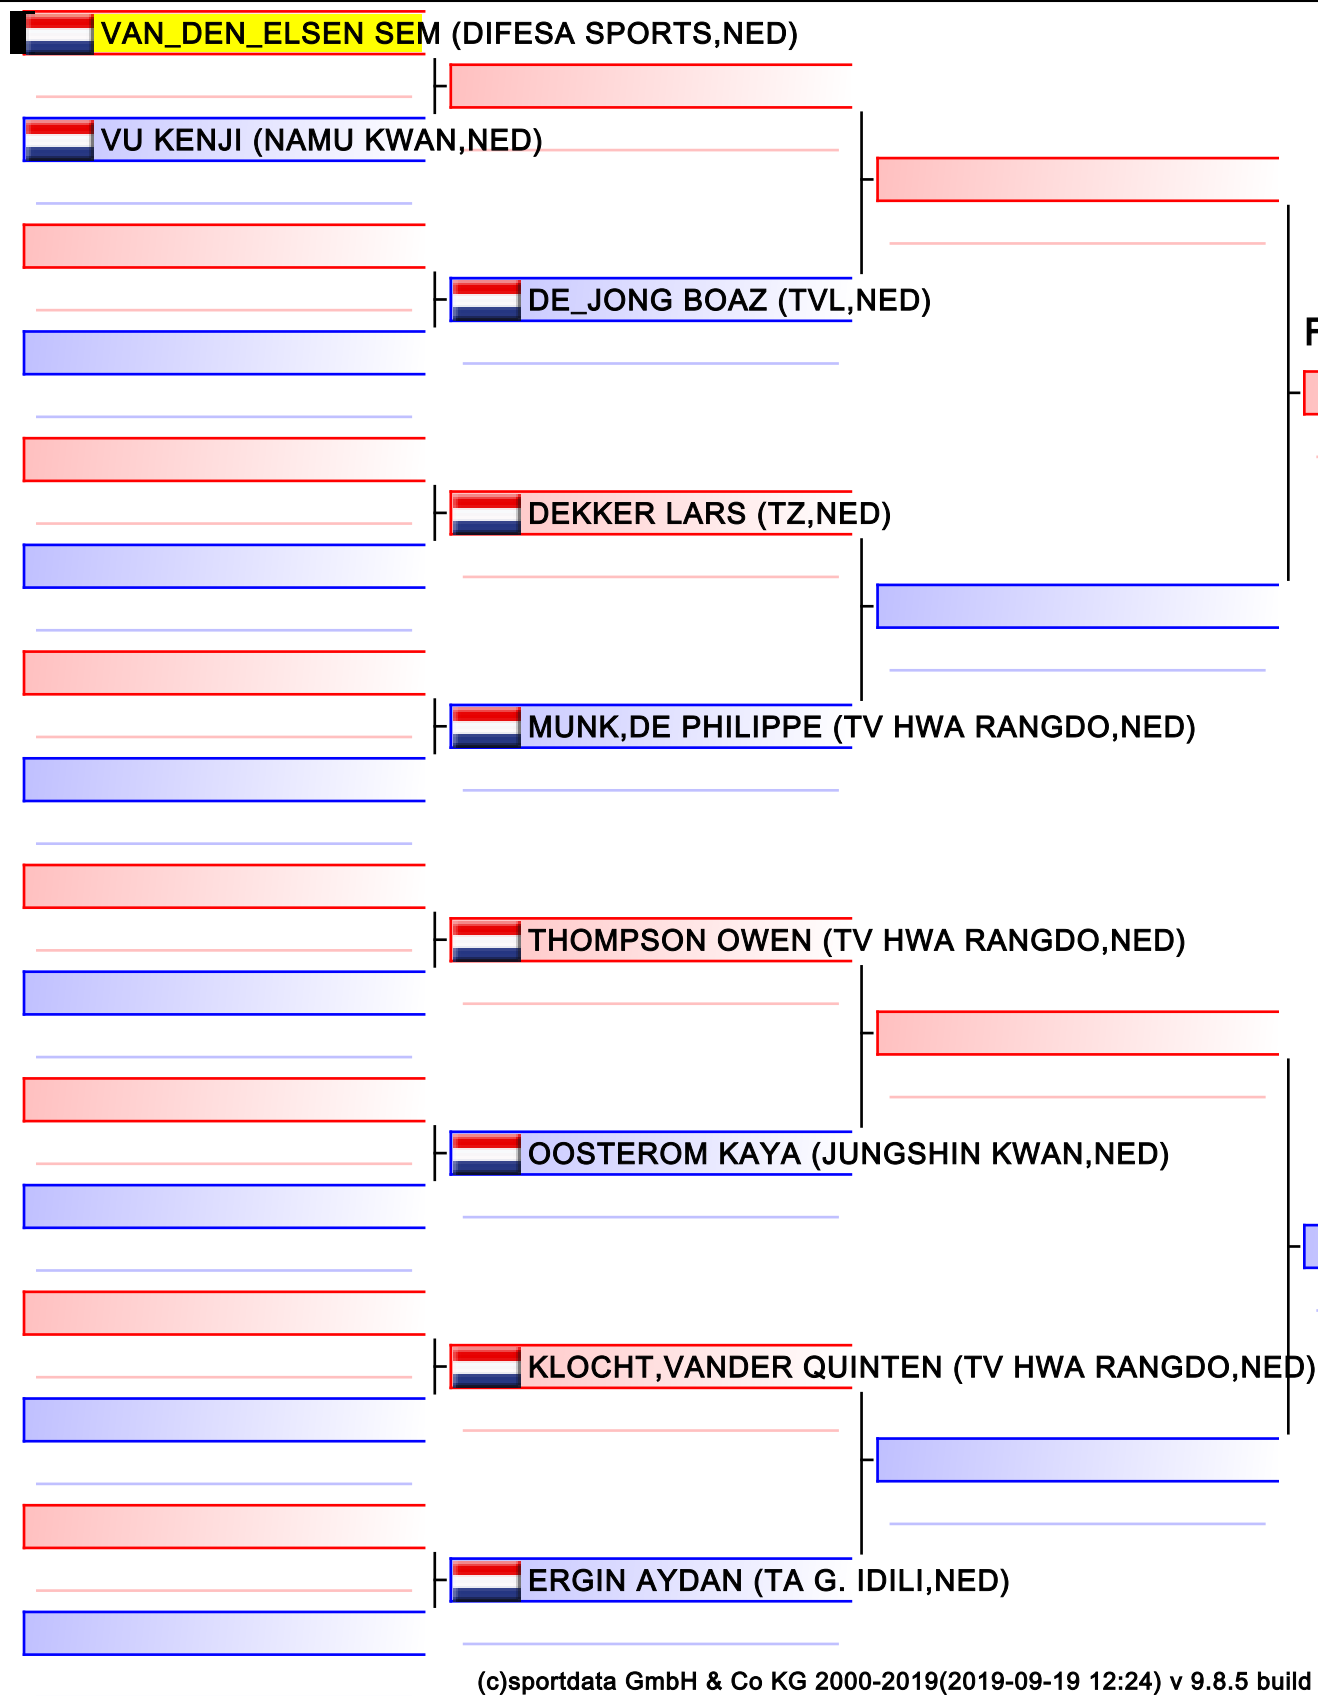 VAN_DEN_ELSEN SEM (DIFESA SPORTS,NED)
VU KENJI (NAMU KWAN,NED)
DE_JONG BOAZ (TVL,NED)
DEKKER LARS (TZ,NED)
MUNK,DE PHILIPPE (TV HWA RANGDO,NED)
THOMPSON OWEN (TV HWA RANGDO,NED)
OOSTEROM KAYA (JUNGSHIN KWAN,NED)
KLOCHT,VANDER QUINTEN (TV HWA RANGDO,NED)
ERGIN AYDAN (TA G. IDILI,NED)
(c)sportdata GmbH & Co KG 2000-2019(2019-09-19 12:24) v 9.8.5 build